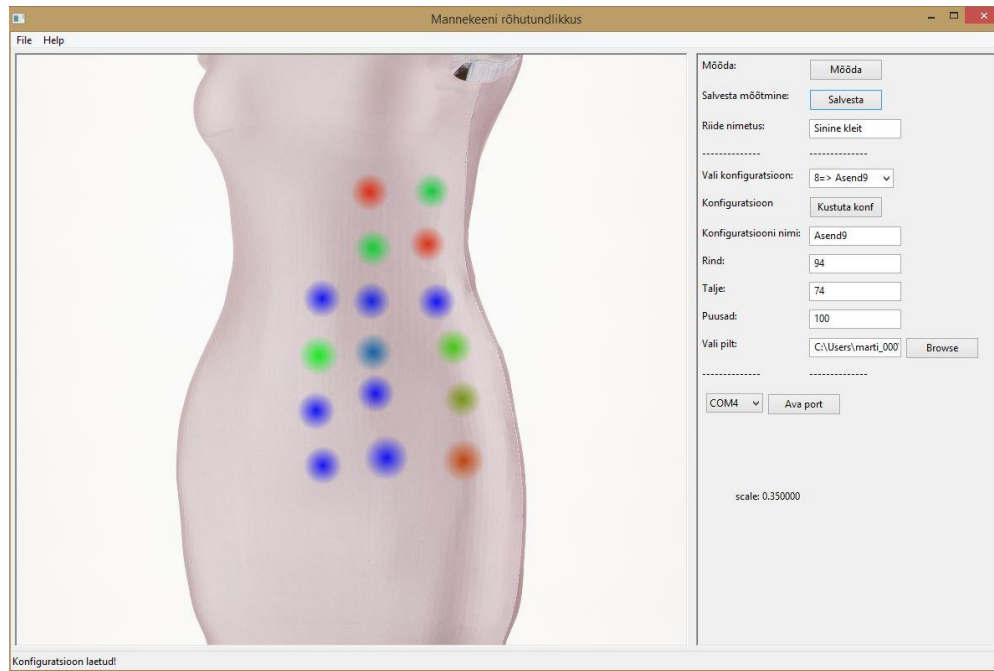 Mannekeeni rõhutundlikkus
File Help
Mõõda: Mõõda
Salvesta mõõtmine: Salvesta
Riide nimetus: Sinine kleit
-------------- --------------
Vali konfiguratsioon: 8=> Asend9
Konfiguratsioon Kustuta konf
Konfiguratsiooni nimi: Asend9
Rind: 94
Talje: 74
Puusad: 100
Vali pilt: C:\Users\marti_000\ Browse
-------------- --------------
COM4 Ava port
scale: 0.350000
Konfiguratsioon laetud!